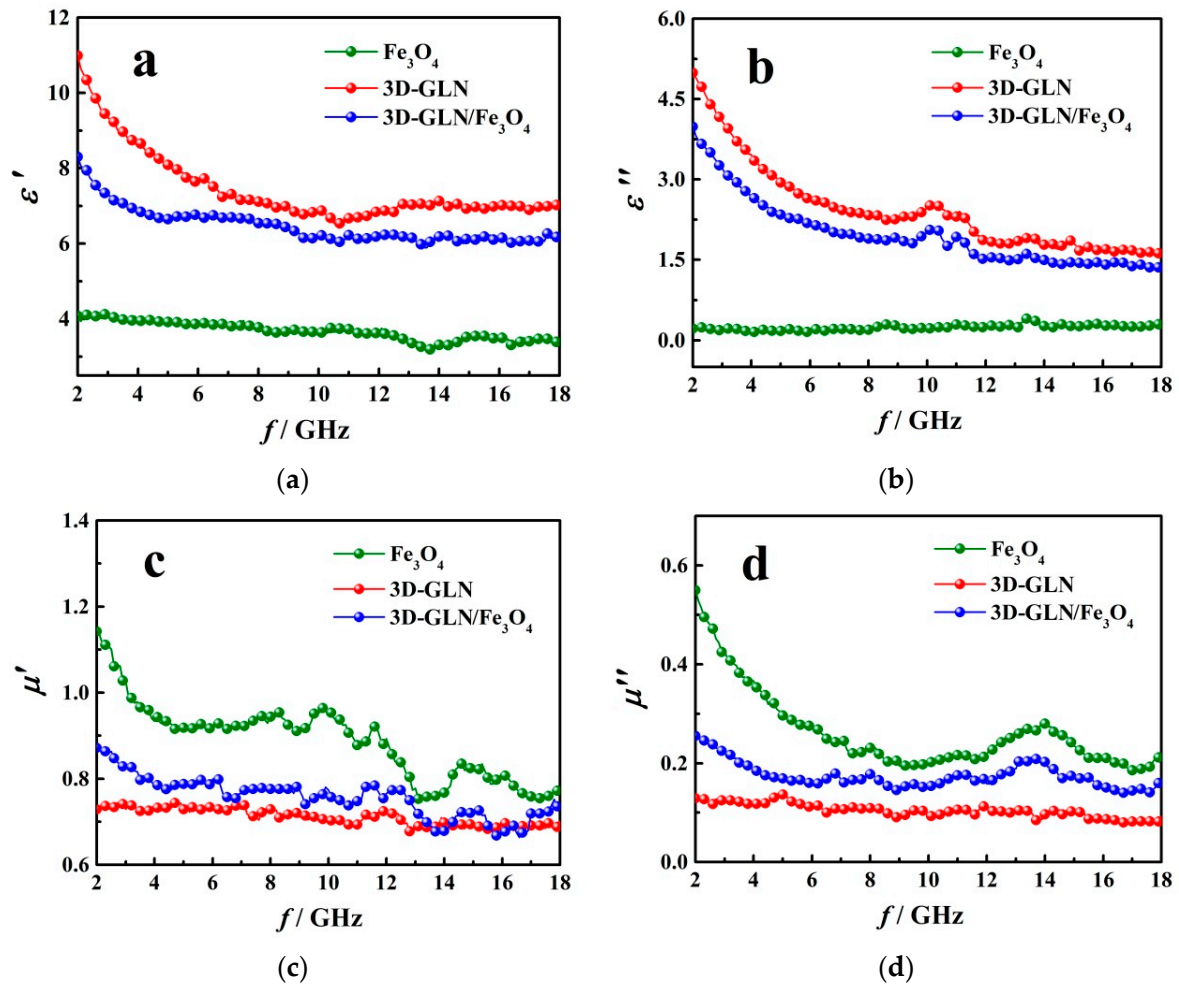 a
Fe3O4
3D-GLN
3D-GLN/Fe3O4
12
10
8
6
4
ε'
2 4 6 8 10 12 14 16 18
f / GHz
(a)
b
Fe3O4
3D-GLN
3D-GLN/Fe3O4
6.0
4.5
3.0
1.5
0.0
ε''
2 4 6 8 10 12 14 16 18
f / GHz
(b)
c
Fe3O4
3D-GLN
3D-GLN/Fe3O4
1.4
1.2
1.0
0.8
0.6
μ'
2 4 6 8 10 12 14 16 18
f / GHz
(c)
d
Fe3O4
3D-GLN
3D-GLN/Fe3O4
0.6
0.4
0.2
0.0
μ''
2 4 6 8 10 12 14 16 18
f / GHz
(d)